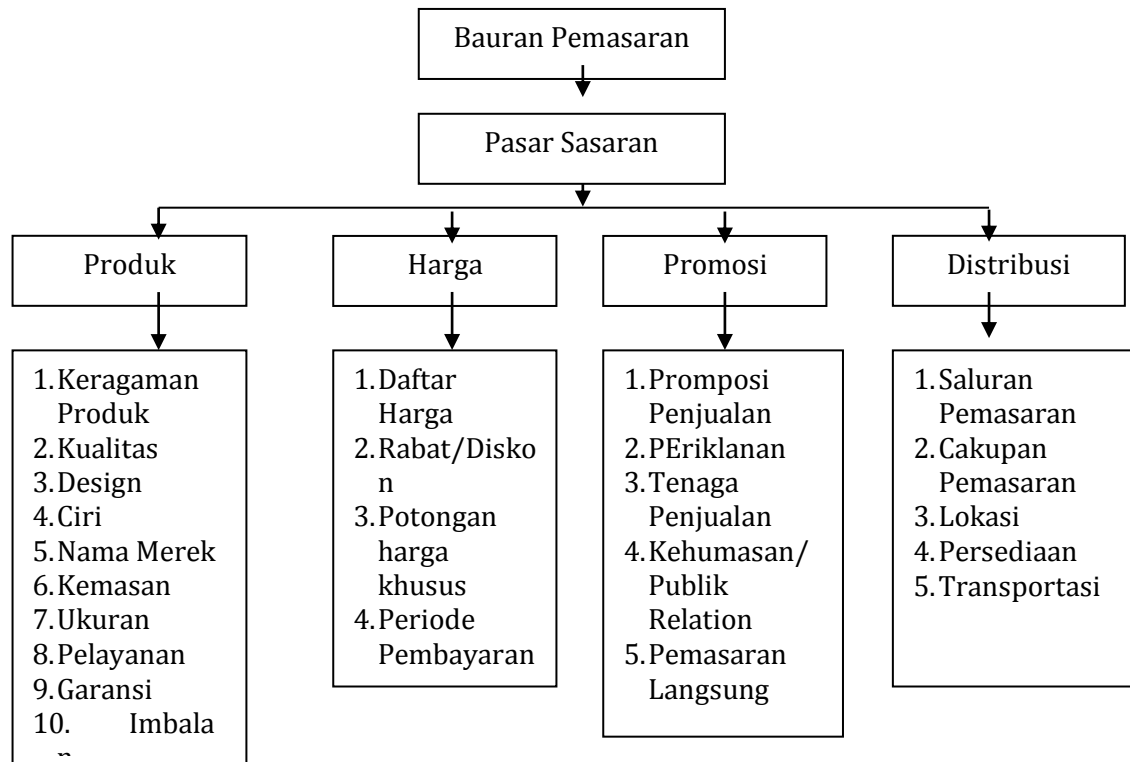 Bauran Pemasaran
Pasar Sasaran
Produk
Harga
Promosi
Distribusi
1.Keragaman
Produk
2.Kualitas
3.Design
4.Ciri
5.Nama Merek
6.Kemasan
7.Ukuran
8.Pelayanan
9.Garansi
10. Imbala
n
1.Daftar
Harga
2.Rabat/Disko
n
3.Potongan
harga
khusus
4.Periode
Pembayaran
1.Promposi
Penjualan
2.PEriklanan
3.Tenaga
Penjualan
4.Kehumasan/
Publik
Relation
5.Pemasaran
Langsung
1.Saluran
Pemasaran
2.Cakupan
Pemasaran
3.Lokasi
4.Persediaan
5.Transportasi